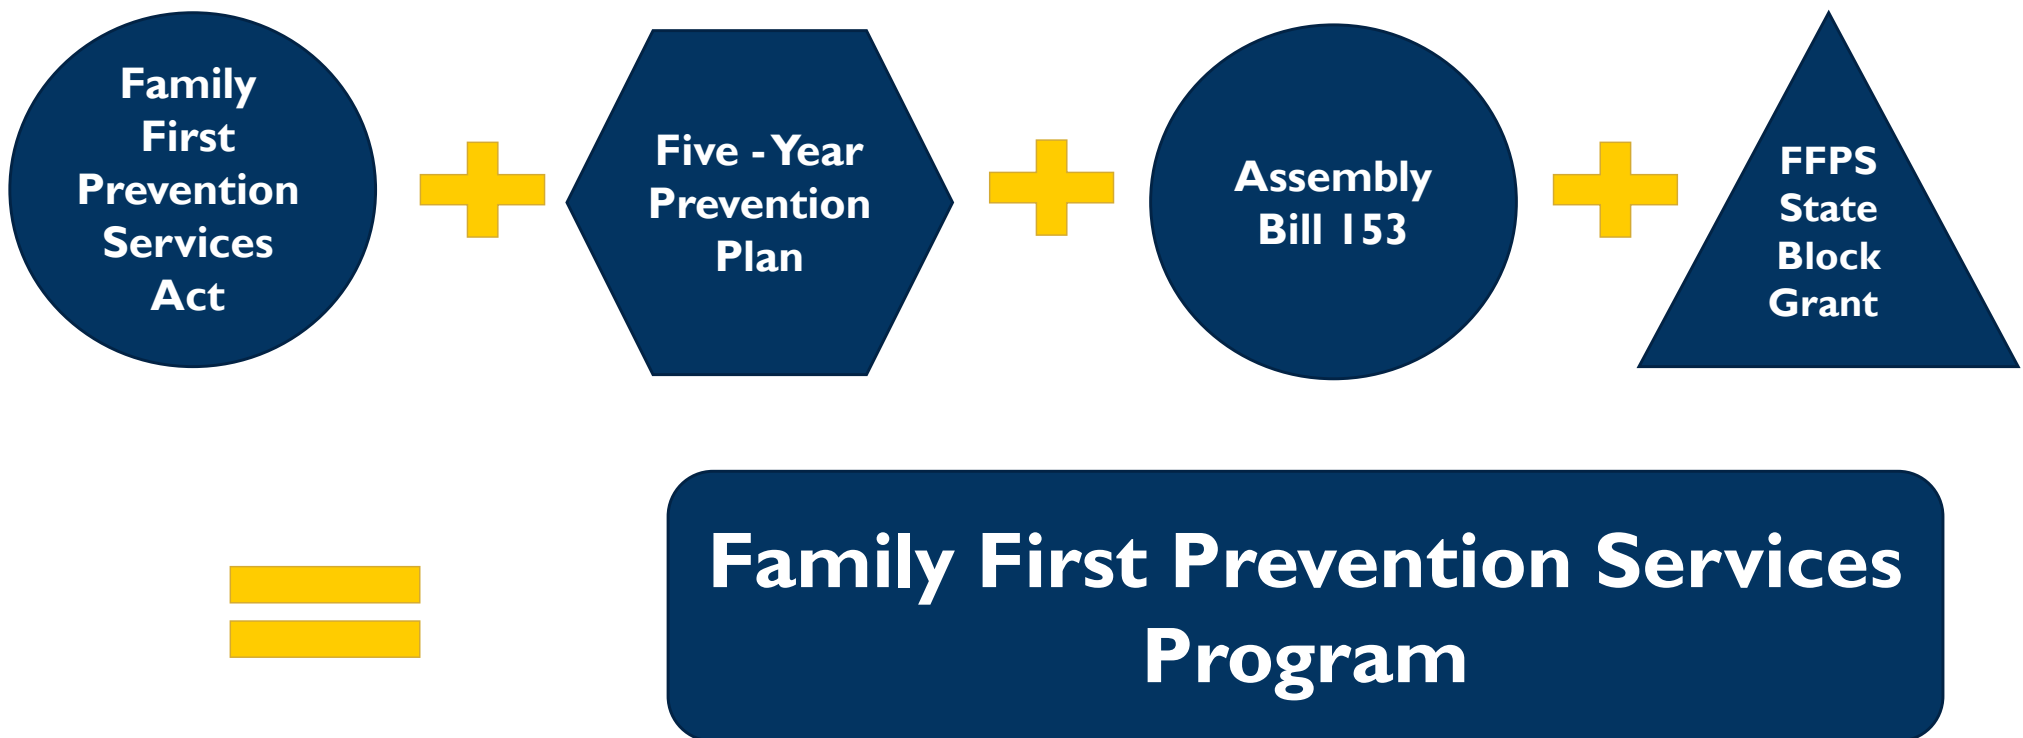 Family
First
Prevention
Services
Act
Five - Year
Prevention
Plan
Assembly
Bill 153
FFPS
State
Block
Grant
Family First Prevention Services
Program